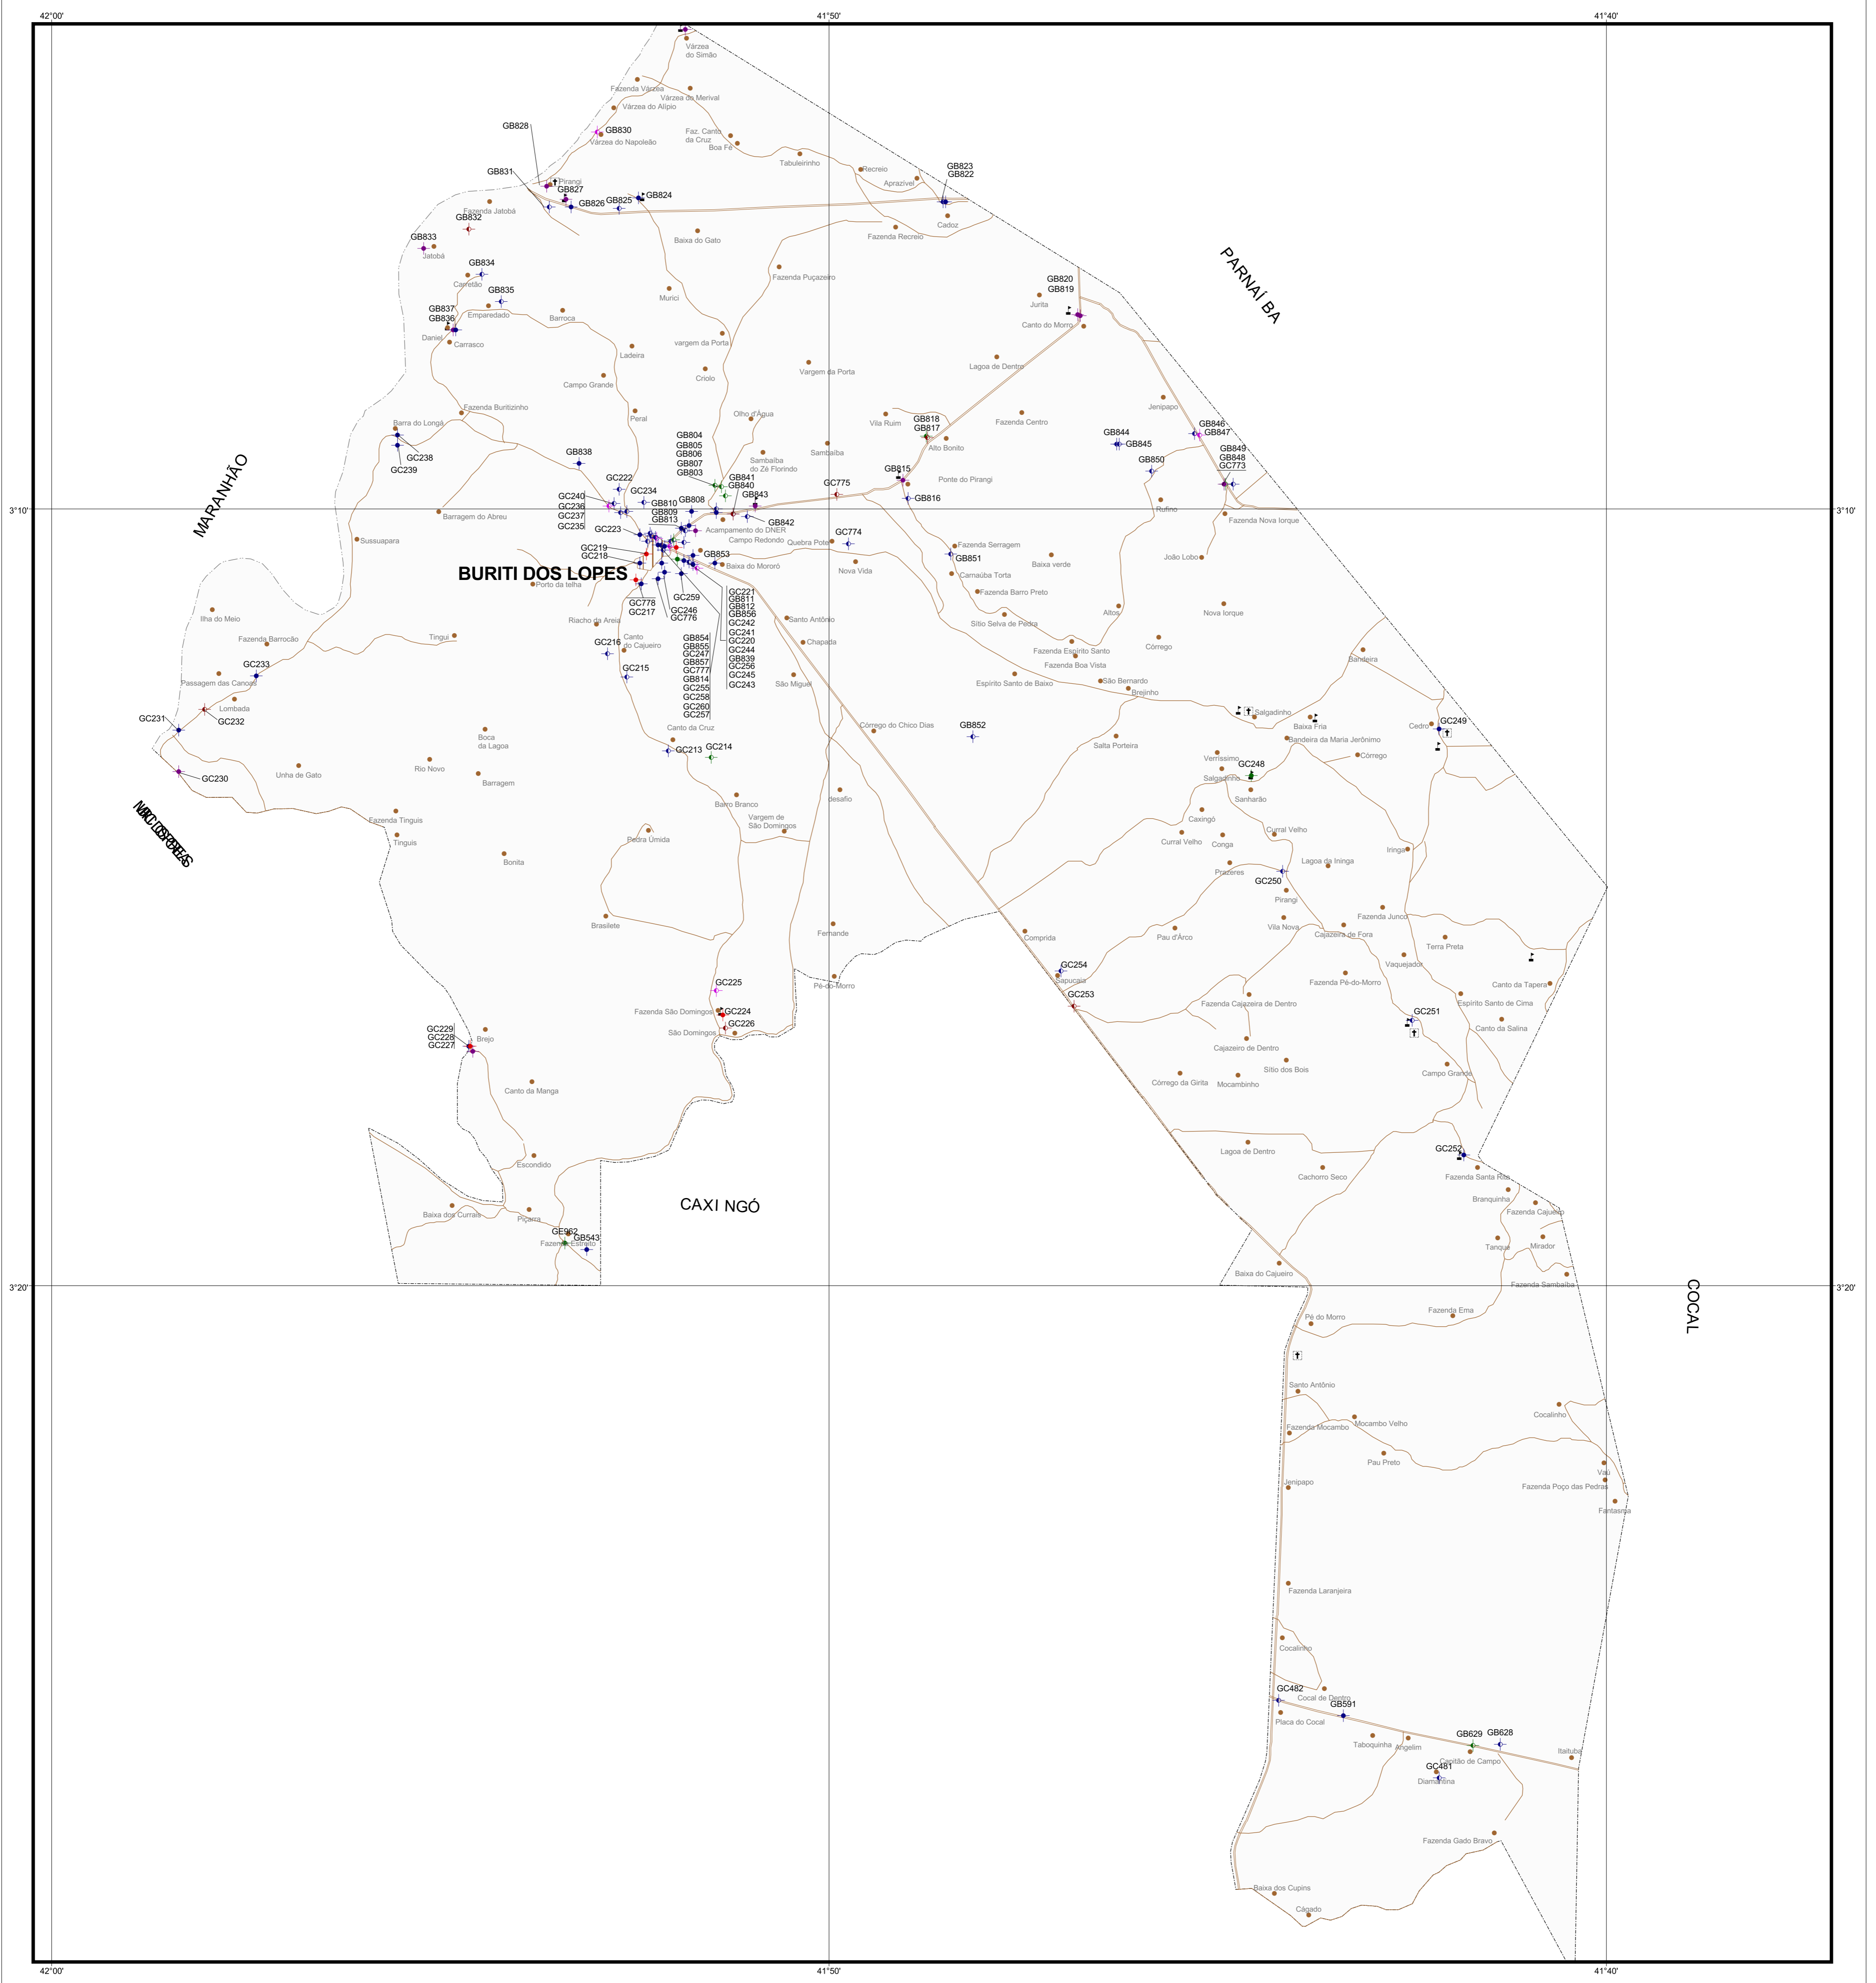 42°00'
41°50'
41°40'
Várzea
do Simão
Fazenda Várzea
Várzea do Merival
Várzea do Alípio
GB828
GB830
Várzea do Napoleão
Faz. Canto
da Cruz
Boa Fé
Tabuleirinho
Recreio
Aprazível
GB823
GB822
GB831
Pirangi
GB827
GB826
GB825
GB824
Fazenda Jatobá
GB832
GB833
Jatobá
Cadoz
Fazenda Recreio
Baixa do Gato
PARNAÍ BA
GB834
Carretão
GB835
Emparedado
Fazenda Puçazeiro
GB820
GB819
Jurita
Canto do Morro
Murici
GB837
GB836
Daniel
Carrasco
Barroca
vargem da Porta
Ladeira
Vargem da Porta
Lagoa de Dentro
Campo Grande
Criolo
Fazenda Buritizinho
Peral
Olho d'Água
Vila Ruim
Jenipapo
Fazenda Centro
Barra do Longá
GC238
GC239
GB818
GB817
Alto Bonito
GB846
GB847
GB844
GB845
GB804
GB805
GB806
GB807
GB803
Sambaíba
Sambaíba
do Zé Florindo
GB838
GB850
GB849
GB848
GC773
MARANHÃO
GC222
GC234
GC240
GC236
GC237
GC235
GB810
GB809
GB813
GB808
GB841
GB840
GB843
GB842
GC775
GB815
GB816
Ponte do Pirangi
Rufino
Fazenda Nova Iorque
3°10'
3°10'
Barragem do Abreu
Acampamento do DNER
Campo Redondo
GC223
Quebra Pote
GC774
Sussuapara
GC219
GC218
GB853
Baixa do Mororó
Nova Vida
Fazenda Serragem
GB851
Baixa verde
João Lobo
BURITI DOS LOPES
Porto da telha
Carnaúba Torta
Fazenda Barro Preto
GC778
GC217
GC259
GC246
GC776
GC221
GB811
GB812
GB856
GC242
GC241
GC220
GC244
GB839
GC256
GC245
GC243
Ilha do Meio
Altos
Nova Iorque
Riacho da Areia
Santo Antônio
Sítio Selva de Pedra
Fazenda Barrocão
Tingui
GC216
Canto
do Cajueiro
GB854
GB855
GC247
GB857
GC777
GB814
GC255
GC258
GC260
GC257
Chapada
Fazenda Espírito Santo
Fazenda Boa Vista
Córrego
Bandeira
GC233
Passagem das Canoas
GC215
São Miguel
Espírito Santo de Baixo
São Bernardo
Brejinho
Lombada
GC231
GC232
Salgadinho
Baixa Fria
Cedro
GC249
Boca
da Lagoa
Canto da Cruz
Córrego do Chico Dias
GB852
Salta Porteira
Bandeira da Maria Jerônimo
GC213
GC214
Veríssimo
GC248
Córrego
GC230
Unha de Gato
Rio Novo
Barragem
Salgadinho
Sanharão
Barro Branco
desafio
Fazenda Tinguis
Tinguis
Vargem de
São Domingos
Caxingó
Pedra Úmida
Curral Velho
Conga
Curral Velho
Bonita
Prazeres
Lagoa da Ininga
Iringa
GC250
Pirangi
Brasilete
Fernande
Comprida
Pau d'Árco
Vila Nova
Fazenda Junco
Cajazeira de Fora
Terra Preta
GC254
Sapucaia
Vaquejador
Pé-do-Morro
Fazenda Pé-do-Morro
Canto da Tapera
GC225
GC253
Fazenda Cajazeira de Dentro
Espírito Santo de Cima
Fazenda São Domingos
GC224
GC226
São Domingos
GC251
Canto da Salina
GC229
GC228
GC227
Brejo
Cajazeiro de Dentro
Sítio dos Bois
Canto da Manga
Córrego da Girita
Mocambinho
Campo Grande
Escondido
Lagoa de Dentro
GC252
Cachorro Seco
Fazenda Santa Rita
Branquinha
CAXI NGÓ
Baixa dos Currais
Piçarra
Fazenda Cajueiro
GE962
Fazenda Estreito
GB543
Tanque
Mirador
Baixa do Cajueiro
Fazenda Sambaíba
3°20'
3°20'
COCAL
Pé do Morro
Fazenda Ema
Santo Antônio
Cocalinho
Fazenda Mocambo
Mocambo Velho
Pau Preto
Vaú
Jenipapo
Fazenda Poço das Pedras
Fantasma
Fazenda Laranjeira
Cocalinho
GC482
Cocal de Dentro
GB591
Placa do Cocal
Taboquinha
Angelim
GB629
GB628
Capitão de Campo
Itaituba
GC481
Diamantina
Fazenda Gado Bravo
Baixa dos Cupins
Cágado
42°00'
41°50'
41°40'